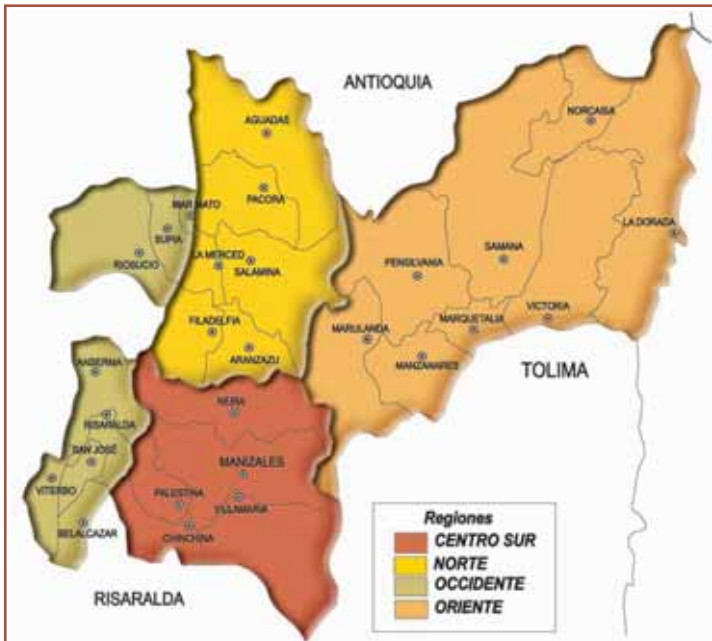 ANTIOQUIA
AGUADAS
NORCASIA
PACORA
MARMATO
SUPIA
LA DORADA
RIOSUCIO
LA MERCED
SALAMINA
SAMANA
PENSILVANIA
FILADELFIA
MARQUETALIA
VICTORIA
MARULANDA
ARANZAZU
MANZANARES
TOLIMA
NEIRA
RISARALDA
SAN JOSÉ
MANIZALES
VITERBO
PALESTINA
VILLAMARIA
BELALCAZAR
CHINCHINA
Regiones
CENTRO SUR
NORTE
OCCIDENTE
ORIENTE
RISARALDA